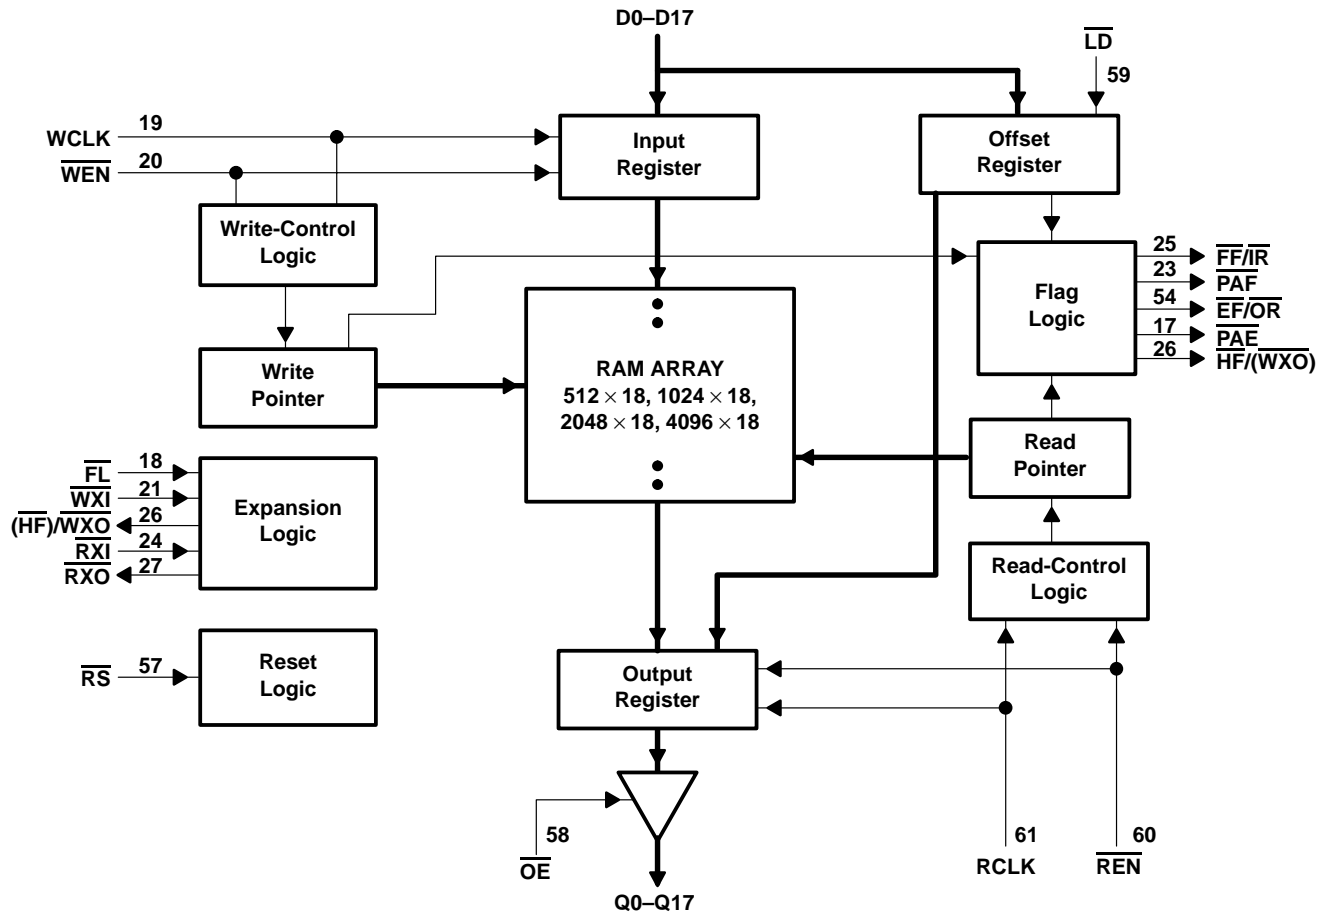 D0–D17
LD
59
WCLK
19
WEN
20
Input
Register
Offset
Register
Write-Control
Logic
Flag
Logic
25
FF/IR
23
PAF
54
EF/OR
17
PAE
26
HF/(WXO)
Write
Pointer
RAM ARRAY
512 × 18, 1024 × 18,
2048 × 18, 4096 × 18
Read
Pointer
FL
18
WXI
21
(HF)/WXO
26
RXI
24
RXO
27
Expansion
Logic
Read-Control
Logic
RS
57
Reset
Logic
Output
Register
58
OE
61
RCLK
60
REN
Q0–Q17